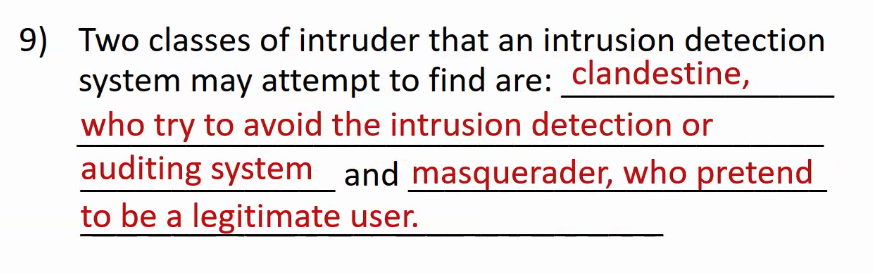 9) Two classes of intruder that an intrusion detection
system may attempt to find are: clandestine,
who try to avoid the intrusion detection or
auditing system and masquerader, who pretend
to be a legitimate user.